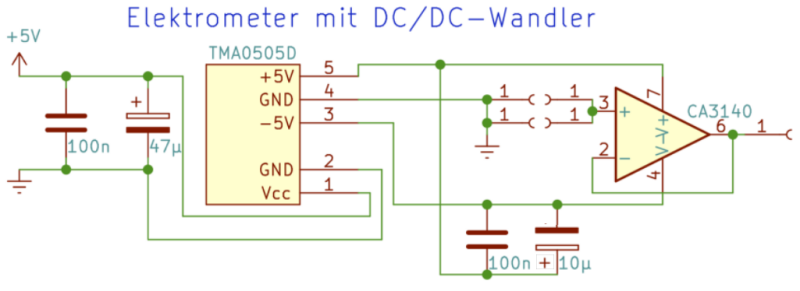 Elektrometer mit DC/DC-Wandler
+5V
TMA0505D
+5V 5
GND 4
-5V 3
GND 2
Vcc 1
+
100n
47µ
1 1
1 1
3 +
2 -
7
V+
V-
4
CA3140
6 1
100n
+ 10µ